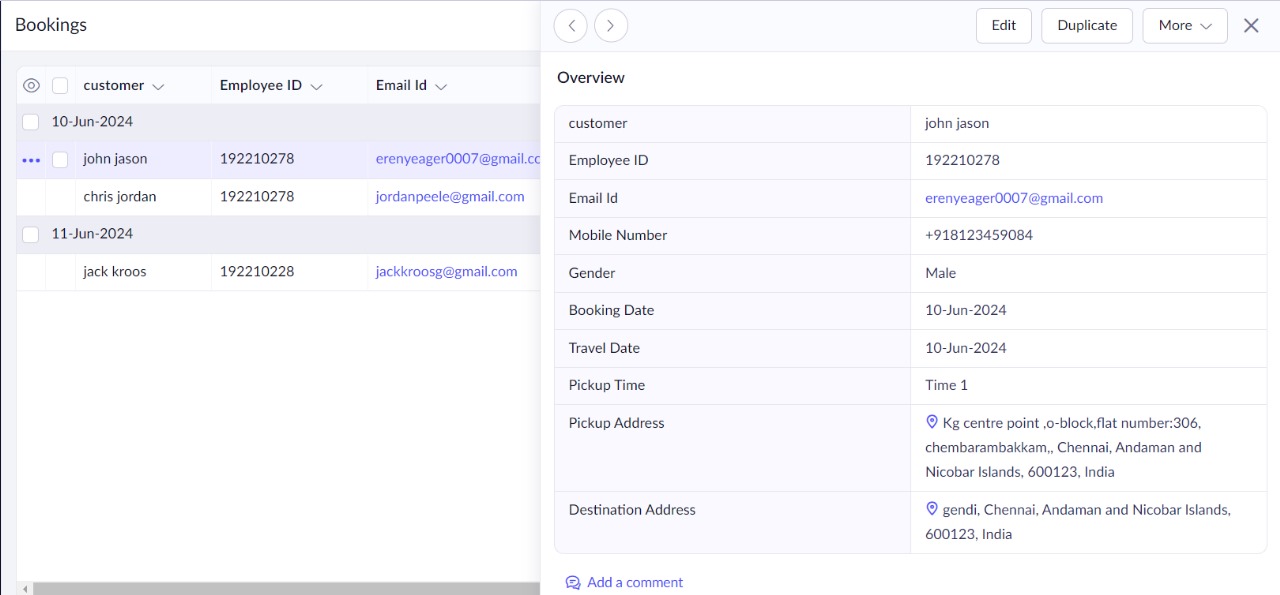 Bookings
Edit Duplicate More
Overview
customer Employee ID Email Id
10-Jun-2024
john jason 192210278 erenyeager0007@gmail.co
chris jordan 192210278 jordanpeele@gmail.com
11-Jun-2024
jack kroos 192210228 jackkroosg@gmail.com
customer john jason
Employee ID 192210278
Email Id erenyeager0007@gmail.com
Mobile Number +918123459084
Gender Male
Booking Date 10-Jun-2024
Travel Date 10-Jun-2024
Pickup Time Time 1
Pickup Address Kg centre point ,o-block,flat number:306,
chembarambakkam,, Chennai, Andaman and
Nicobar Islands, 600123, India
Destination Address gendi, Chennai, Andaman and Nicobar Islands,
600123, India
Add a comment